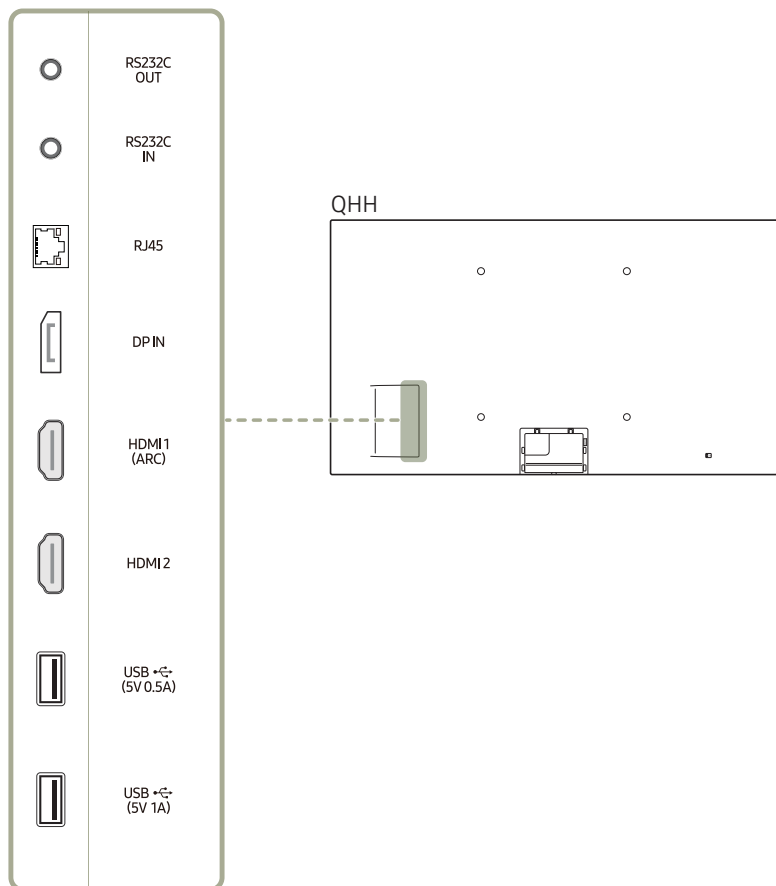 RS232C
OUT
RS232C
IN
RJ45
DP IN
HDMI 1
(ARC)
HDMI 2
USB
(5V 0.5A)
USB
(5V 1A)
QHH